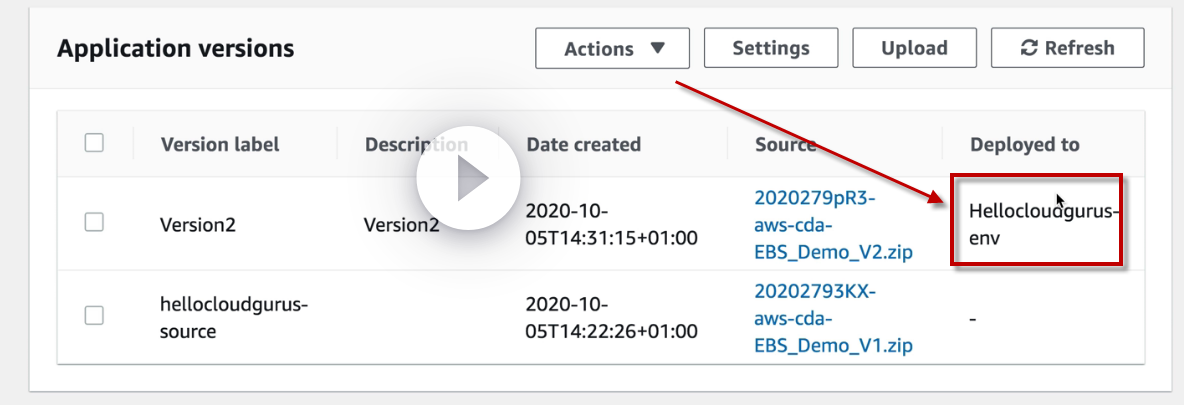 Application versions
Actions
Settings
Upload
Refresh
Version label
Description
Date created
Source
Deployed to
Version2
Version2
2020-10-
05T14:31:15+01:00
2020279pR3-
aws-cda-
EBS_Demo_V2.zip
Hellocloudgurus-
env
hellocloudgurus-
source
2020-10-
05T14:22:26+01:00
20202793KX-
aws-cda-
EBS_Demo_V1.zip
-